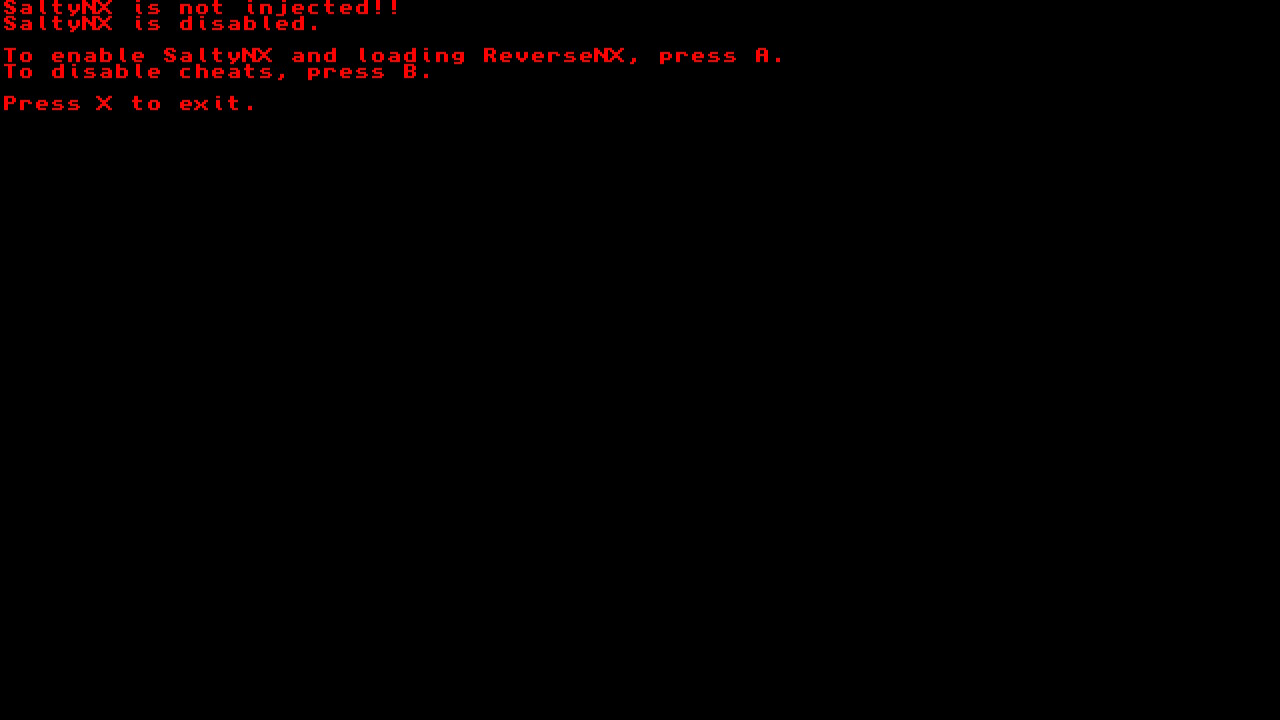 SaltyNX is not injected!!
SaltyNX is disabled.
To enable SaltyNX and loading ReverseNX, press A.
To disable cheats, press B.
Press X to exit.